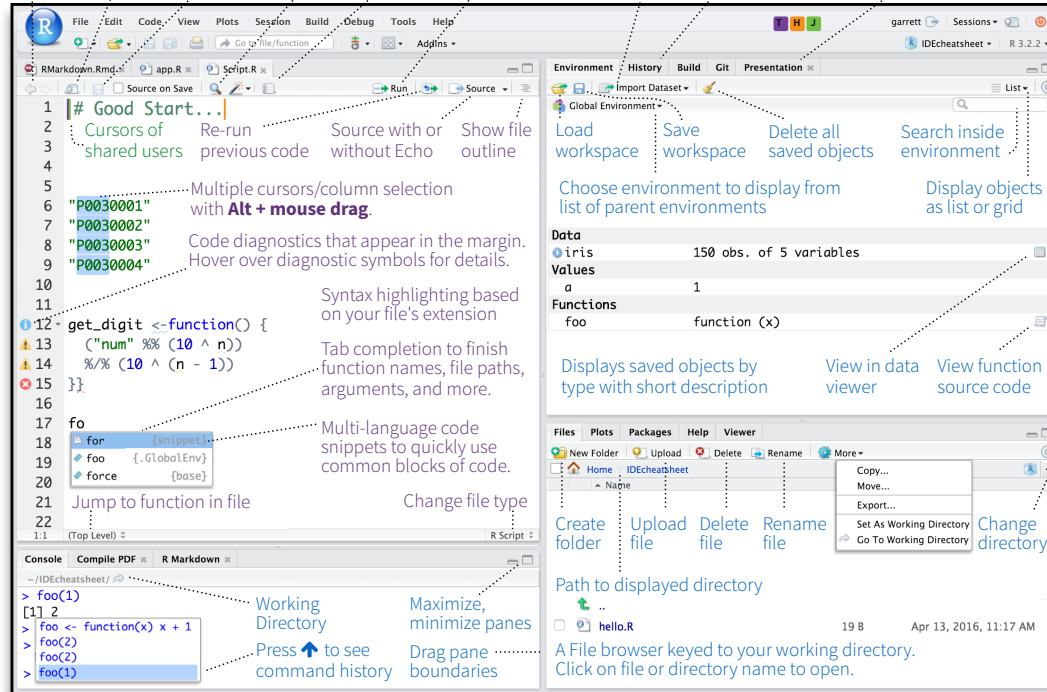 R
File Edit Code View Plots Session Build Debug Tools Help
T H J
garrett Sessions
Go to file/function Addins
IDEcheatsheet R 3.2.2
RMarkdown.Rmd app.R Script.R
Source on Save Run Source
1 # Good Start...
2
3
4
5
6 "P0030001"
7 "P0030002"
8 "P0030003"
9 "P0030004"
10
11
12 get_digit <-function() {
13 ("num" %% (10 ^ n))
14 %/% (10 ^ (n - 1))
15 }}
16
17 fo
18
19
20
21
22
for {snippet}
foo {.GlobalEnv}
force {base}
Cursors of
shared users
Re-run
previous code
Source with or
without Echo
Show file
outline
Multiple cursors/column selection
with Alt + mouse drag.
Code diagnostics that appear in the margin.
Hover over diagnostic symbols for details.
Syntax highlighting based
on your file's extension
Tab completion to finish
function names, file paths,
arguments, and more.
Multi-language code
snippets to quickly use
common blocks of code.
Jump to function in file
Change file type
1:1 (Top Level) R Script
Console Compile PDF R Markdown
~/IDEcheatsheet/
> foo(1)
[1] 2
>
>
>
foo <- function(x) x + 1
foo(2)
foo(2)
foo(1)
Working
Directory
Press ↑ to see
command history
Maximize,
minimize panes
Drag pane
boundaries
Environment History Build Git Presentation
Import Dataset List
Global Environment
Load
workspace
Save
workspace
Delete all
saved objects
Search inside
environment
Choose environment to display from
list of parent environments
Display objects
as list or grid
Data
iris 150 obs. of 5 variables
Values
a 1
Functions
foo function (x)
Displays saved objects by
type with short description
View in data
viewer
View function
source code
Files Plots Packages Help Viewer
New Folder Upload Delete Rename More
Home IDEcheatsheet
Name
Copy...
Move...
Export...
Set As Working Directory
Go To Working Directory
Create
folder
Upload
file
Delete
file
Rename
file
Change
directory
Path to displayed directory
..
hello.R 19 B Apr 13, 2016, 11:17 AM
A File browser keyed to your working directory.
Click on file or directory name to open.